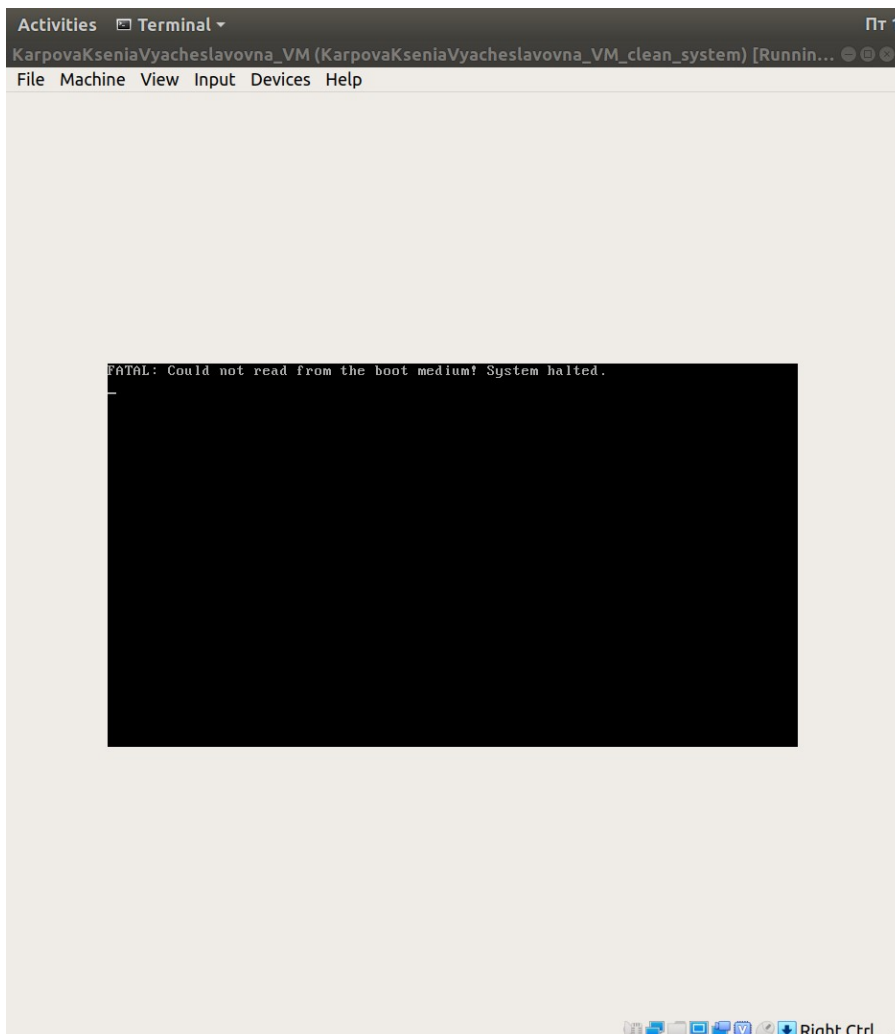 Activities Terminal Пт 1
KarpovaKseniaVyacheslavovna_VM (KarpovaKseniaVyacheslavovna_VM_clean_system) [Runnin...
File Machine View Input Devices Help
FATAL: Could not read from the boot medium! System halted.
Right Ctrl